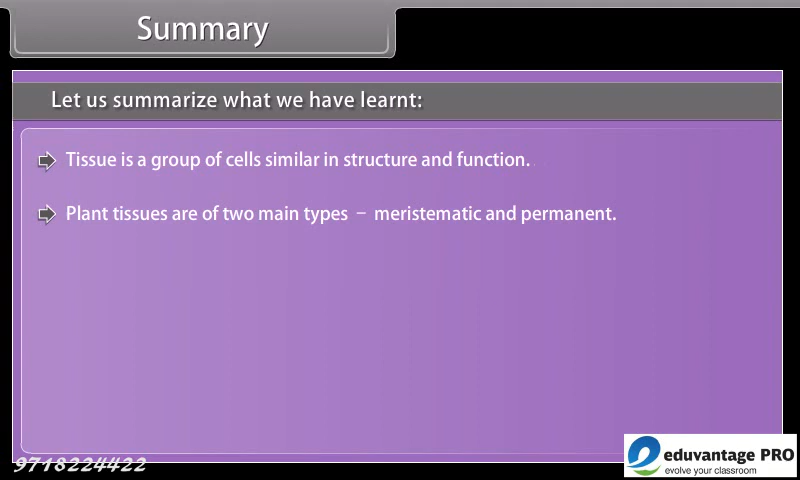 Summary
Let us summarize what we have learnt:
Tissue is a group of cells similar in structure and function.
Plant tissues are of two main types – meristematic and permanent.
9718224422
eduvantage PRO
evolve your classroom